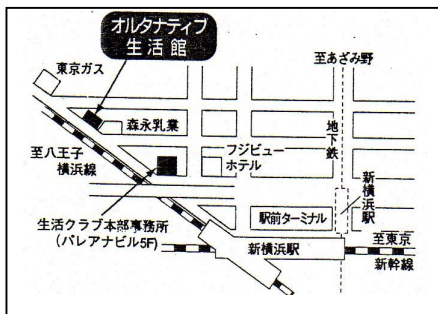 オルタナティブ
生活館
東京ガス
至あざみ野
森永乳業
地下鉄
至八王子
横浜線
フジビュー
ホテル
新横浜駅
生活クラブ本部事務所
(パレアナビル5F)
駅前ターミナル
新横浜駅
至東京
新幹線